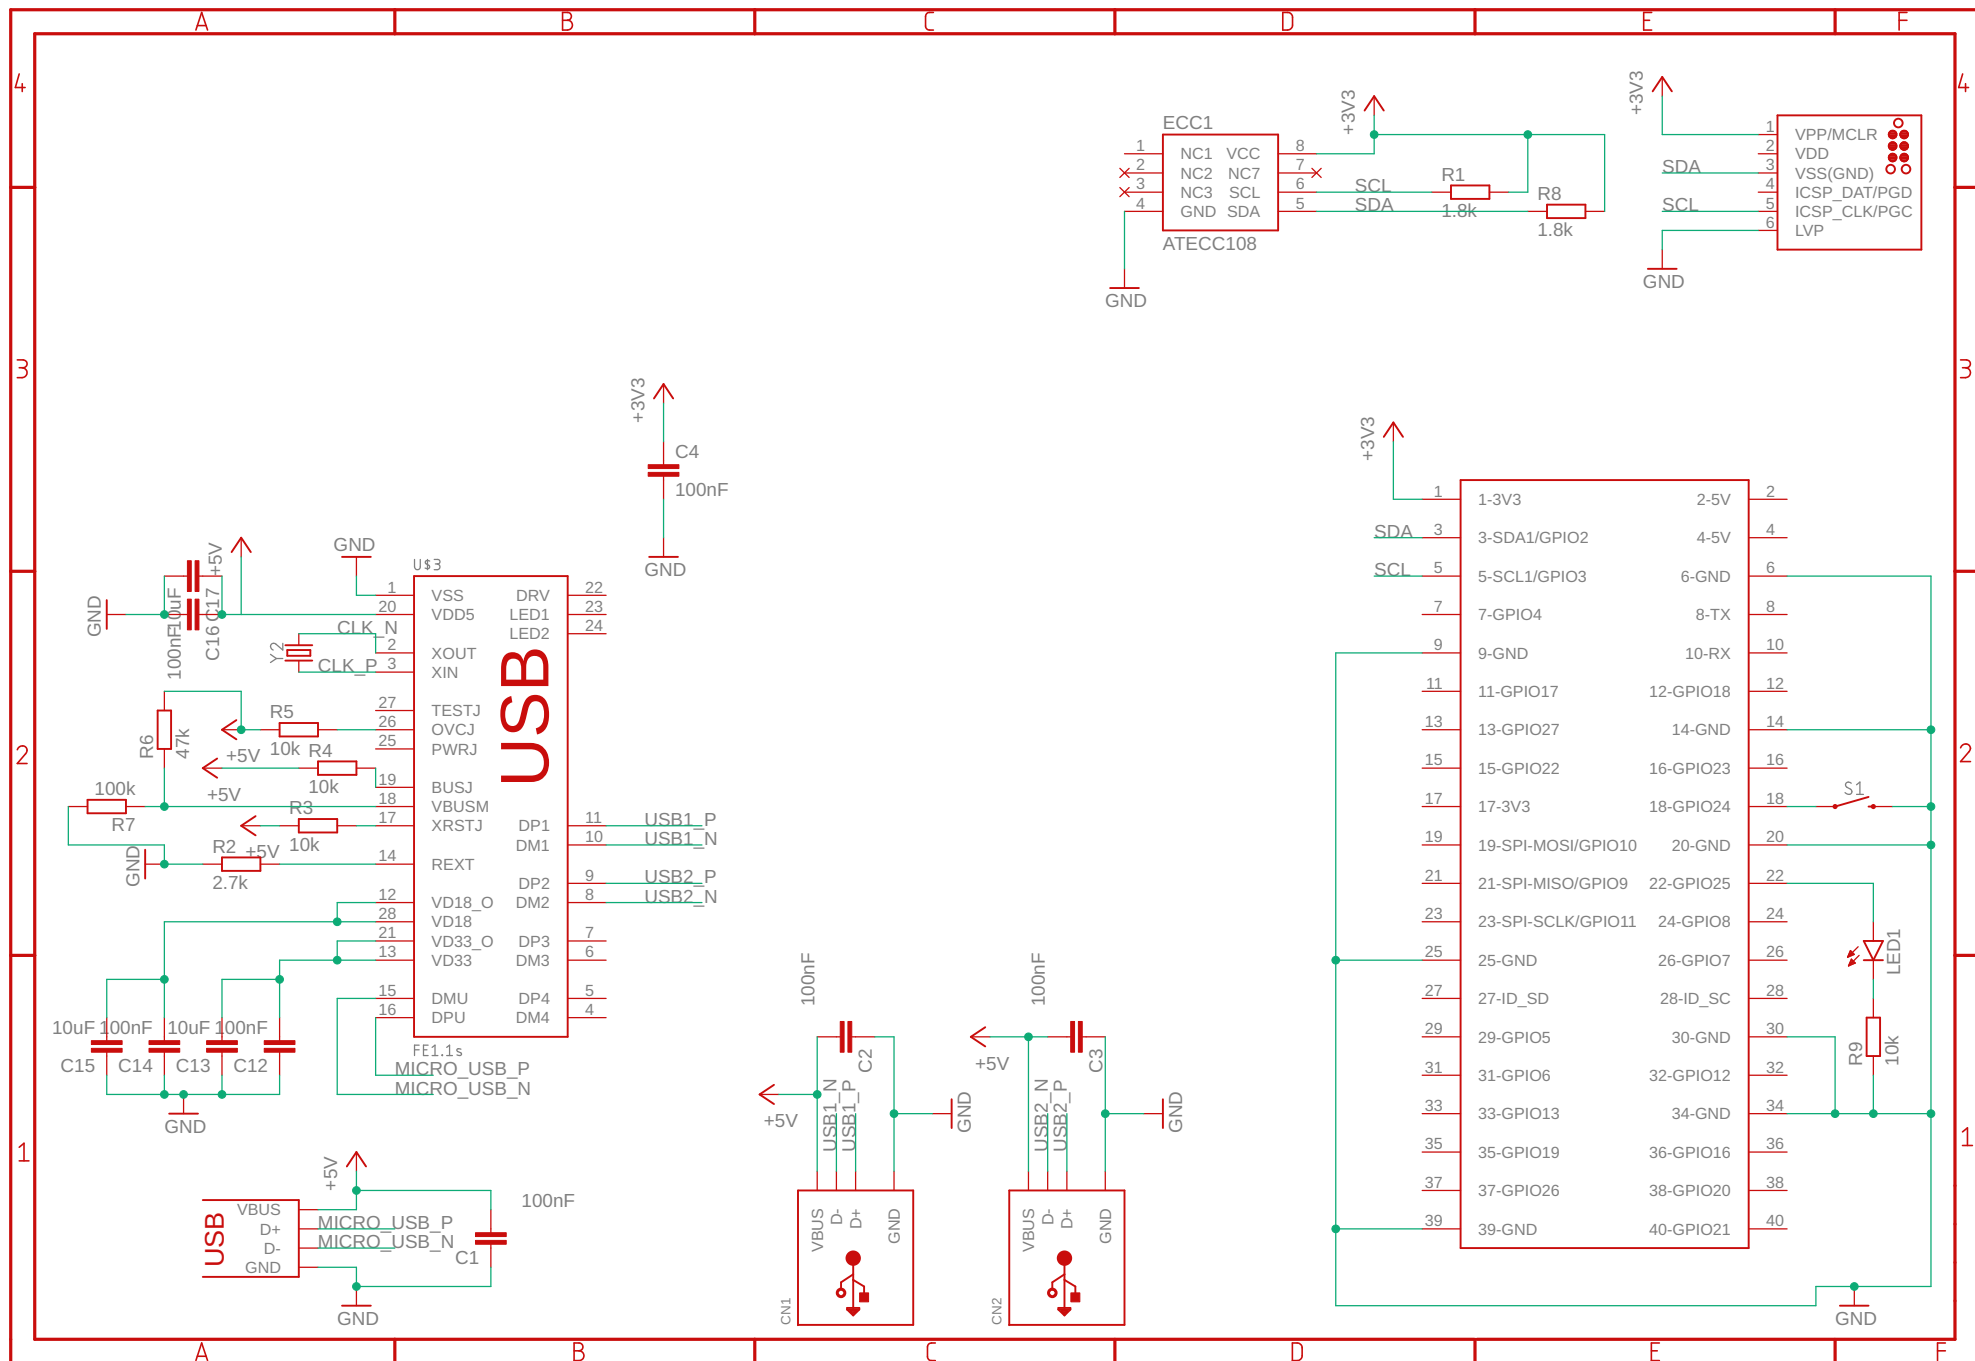 A B C D E F
4 4
3 3
2 2
1 1
A B C D E F
ECC1
1 NC1 VCC 8
2 NC2 NC7 7
3 NC3 SCL 6
4 GND SDA 5
ATECC108
GND
+3V3
SCL
SDA
R1
1.8k
R8
1.8k
+3V3
SDA
SCL
GND
1 VPP/MCLR
2 VDD
3 VSS(GND)
4 ICSP_DAT/PGD
5 ICSP_CLK/PGC
6 LVP
+3V3
C4
100nF
GND
GND
+5V
10uF
C17
100nF
C16
GND
CLK_N
Y2
CLK_P
R5
10k
R6
47k
+5V
R4
10k
+5V
100k
R7
R3
10k
+5V
GND
R2
2.7k
U$3
1 VSS DRV 22
20 VDD5 LED1 23
LED2 24
2 XOUT
3 XIN
27 TESTJ
26 OVCJ
25 PWRJ
19 BUSJ
18 VBUSM
17 XRSTJ DP1 11
DM1 10
14 REXT
DP2 9
12 VD18_O DM2 8
28 VD18
21 VD33_O DP3 7
13 VD33 DM3 6
15 DMU DP4 5
16 DPU DM4 4
USB
FE1.1s
USB1_P
USB1_N
USB2_P
USB2_N
MICRO_USB_P
MICRO_USB_N
10uF 100nF 10uF 100nF
C15 C14 C13 C12
GND
USB
VBUS
D+
D-
GND
+5V
MICRO_USB_P
MICRO_USB_N
100nF
C1
GND
100nF
C2
+5V
USB1_N
USB1_P
GND
VBUS
D-
D+
GND
CN1
100nF
C3
+5V
USB2_N
USB2_P
GND
VBUS
D-
D+
GND
CN2
+3V3
SDA
SCL
1 1-3V3 2-5V 2
3 3-SDA1/GPIO2 4-5V 4
5 5-SCL1/GPIO3 6-GND 6
7 7-GPIO4 8-TX 8
9 9-GND 10-RX 10
11 11-GPIO17 12-GPIO18 12
13 13-GPIO27 14-GND 14
15 15-GPIO22 16-GPIO23 16
17 17-3V3 18-GPIO24 18
19 19-SPI-MOSI/GPIO10 20-GND 20
21 21-SPI-MISO/GPIO9 22-GPIO25 22
23 23-SPI-SCLK/GPIO11 24-GPIO8 24
25 25-GND 26-GPIO7 26
27 27-ID_SD 28-ID_SC 28
29 29-GPIO5 30-GND 30
31 31-GPIO6 32-GPIO12 32
33 33-GPIO13 34-GND 34
35 35-GPIO19 36-GPIO16 36
37 37-GPIO26 38-GPIO20 38
39 39-GND 40-GPIO21 40
S1
LED1
R9
10k
GND